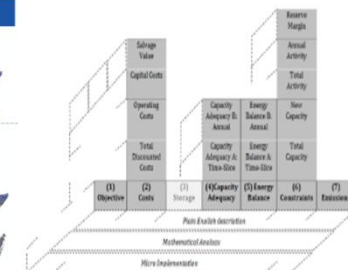 Reserve
Margin
Salvage
Value
Annual
Activity
Capital Costs
Total
Activity
Operating
Costs
Capacity
Adequacy B:
Annual
Energy
Balance B:
Annual
New
Capacity
Total
Discounted
Costs
Capacity
Adequacy A:
Time-Slice
Energy
Balance A:
Time-Slice
Total
Capacity
(1)
Objective
(2)
Costs
(3)
Storage
(4)Capacity
Adequacy
(5) Energy
Balance
(6)
Constraints
(7)
Emission
Plain English description
Mathematical Analogy
Micro Implementation